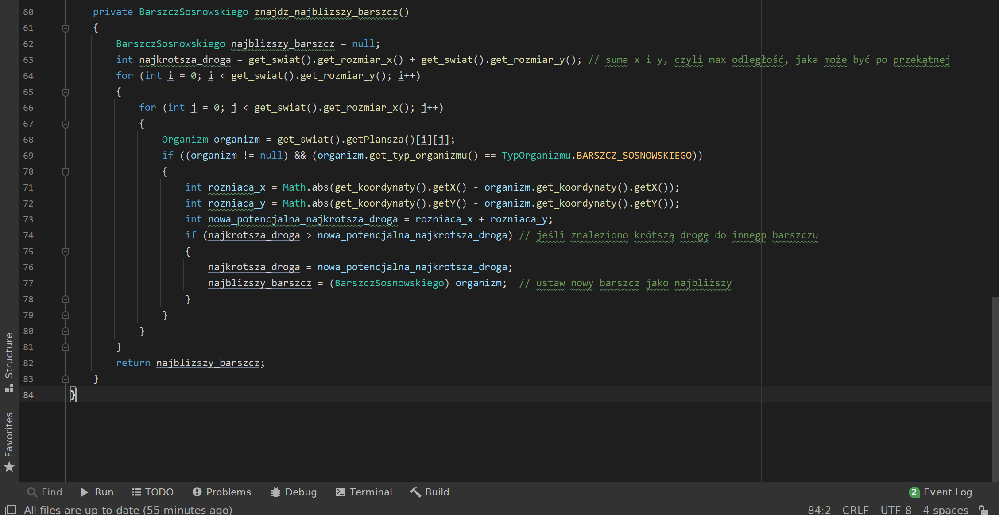 60 private BarszczSosnowskiego znajdz_najblizszy_barszcz()
61 {
62 BarszczSosnowskiego najblizszy_barszcz = null;
63 int najkrotsza_droga = get_swiat().get_rozmiar_x() + get_swiat().get_rozmiar_y(); // suma x i y, czyli max odległość, jaka może być po przekątnej
64 for (int i = 0; i < get_swiat().get_rozmiar_y(); i++)
65 {
66 for (int j = 0; j < get_swiat().get_rozmiar_x(); j++)
67 {
68 Organizm organizm = get_swiat().getPlansza()[i][j];
69 if ((organizm != null) && (organizm.get_typ_organizmu() == TypOrganizmu.BARSZCZ_SOSNOWSKIEGO))
70 {
71 int rozniaca_x = Math.abs(get_koordynaty().getX() - organizm.get_koordynaty().getX());
72 int rozniaca_y = Math.abs(get_koordynaty().getY() - organizm.get_koordynaty().getY());
73 int nowa_potencjalna_najkrotsza_droga = rozniaca_x + rozniaca_y;
74 if (najkrotsza_droga > nowa_potencjalna_najkrotsza_droga) // jeśli znaleziono krótszą drogę do innegp barszczu
75 {
76 najkrotsza_droga = nowa_potencjalna_najkrotsza_droga;
77 najblizszy_barszcz = (BarszczSosnowskiego) organizm; // ustaw nowy barszcz jako najbliższy
78 }
79 }
80 }
81 }
82 return najblizszy_barszcz;
83 }
84 }
Structure
Favorites
Find Run TODO Problems Debug Terminal Build 2 Event Log
All files are up-to-date (55 minutes ago) 84:2 CRLF UTF-8 4 spaces